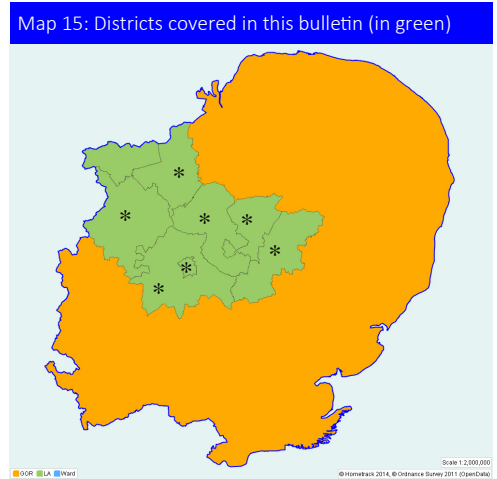 Map 15: Districts covered in this bulletin (in green)
*
*
*
*
*
*
*
Scale 1:2,000,000
GOR LA Ward
© Hometrack 2014, © Ordnance Survey 2011 (OpenData)